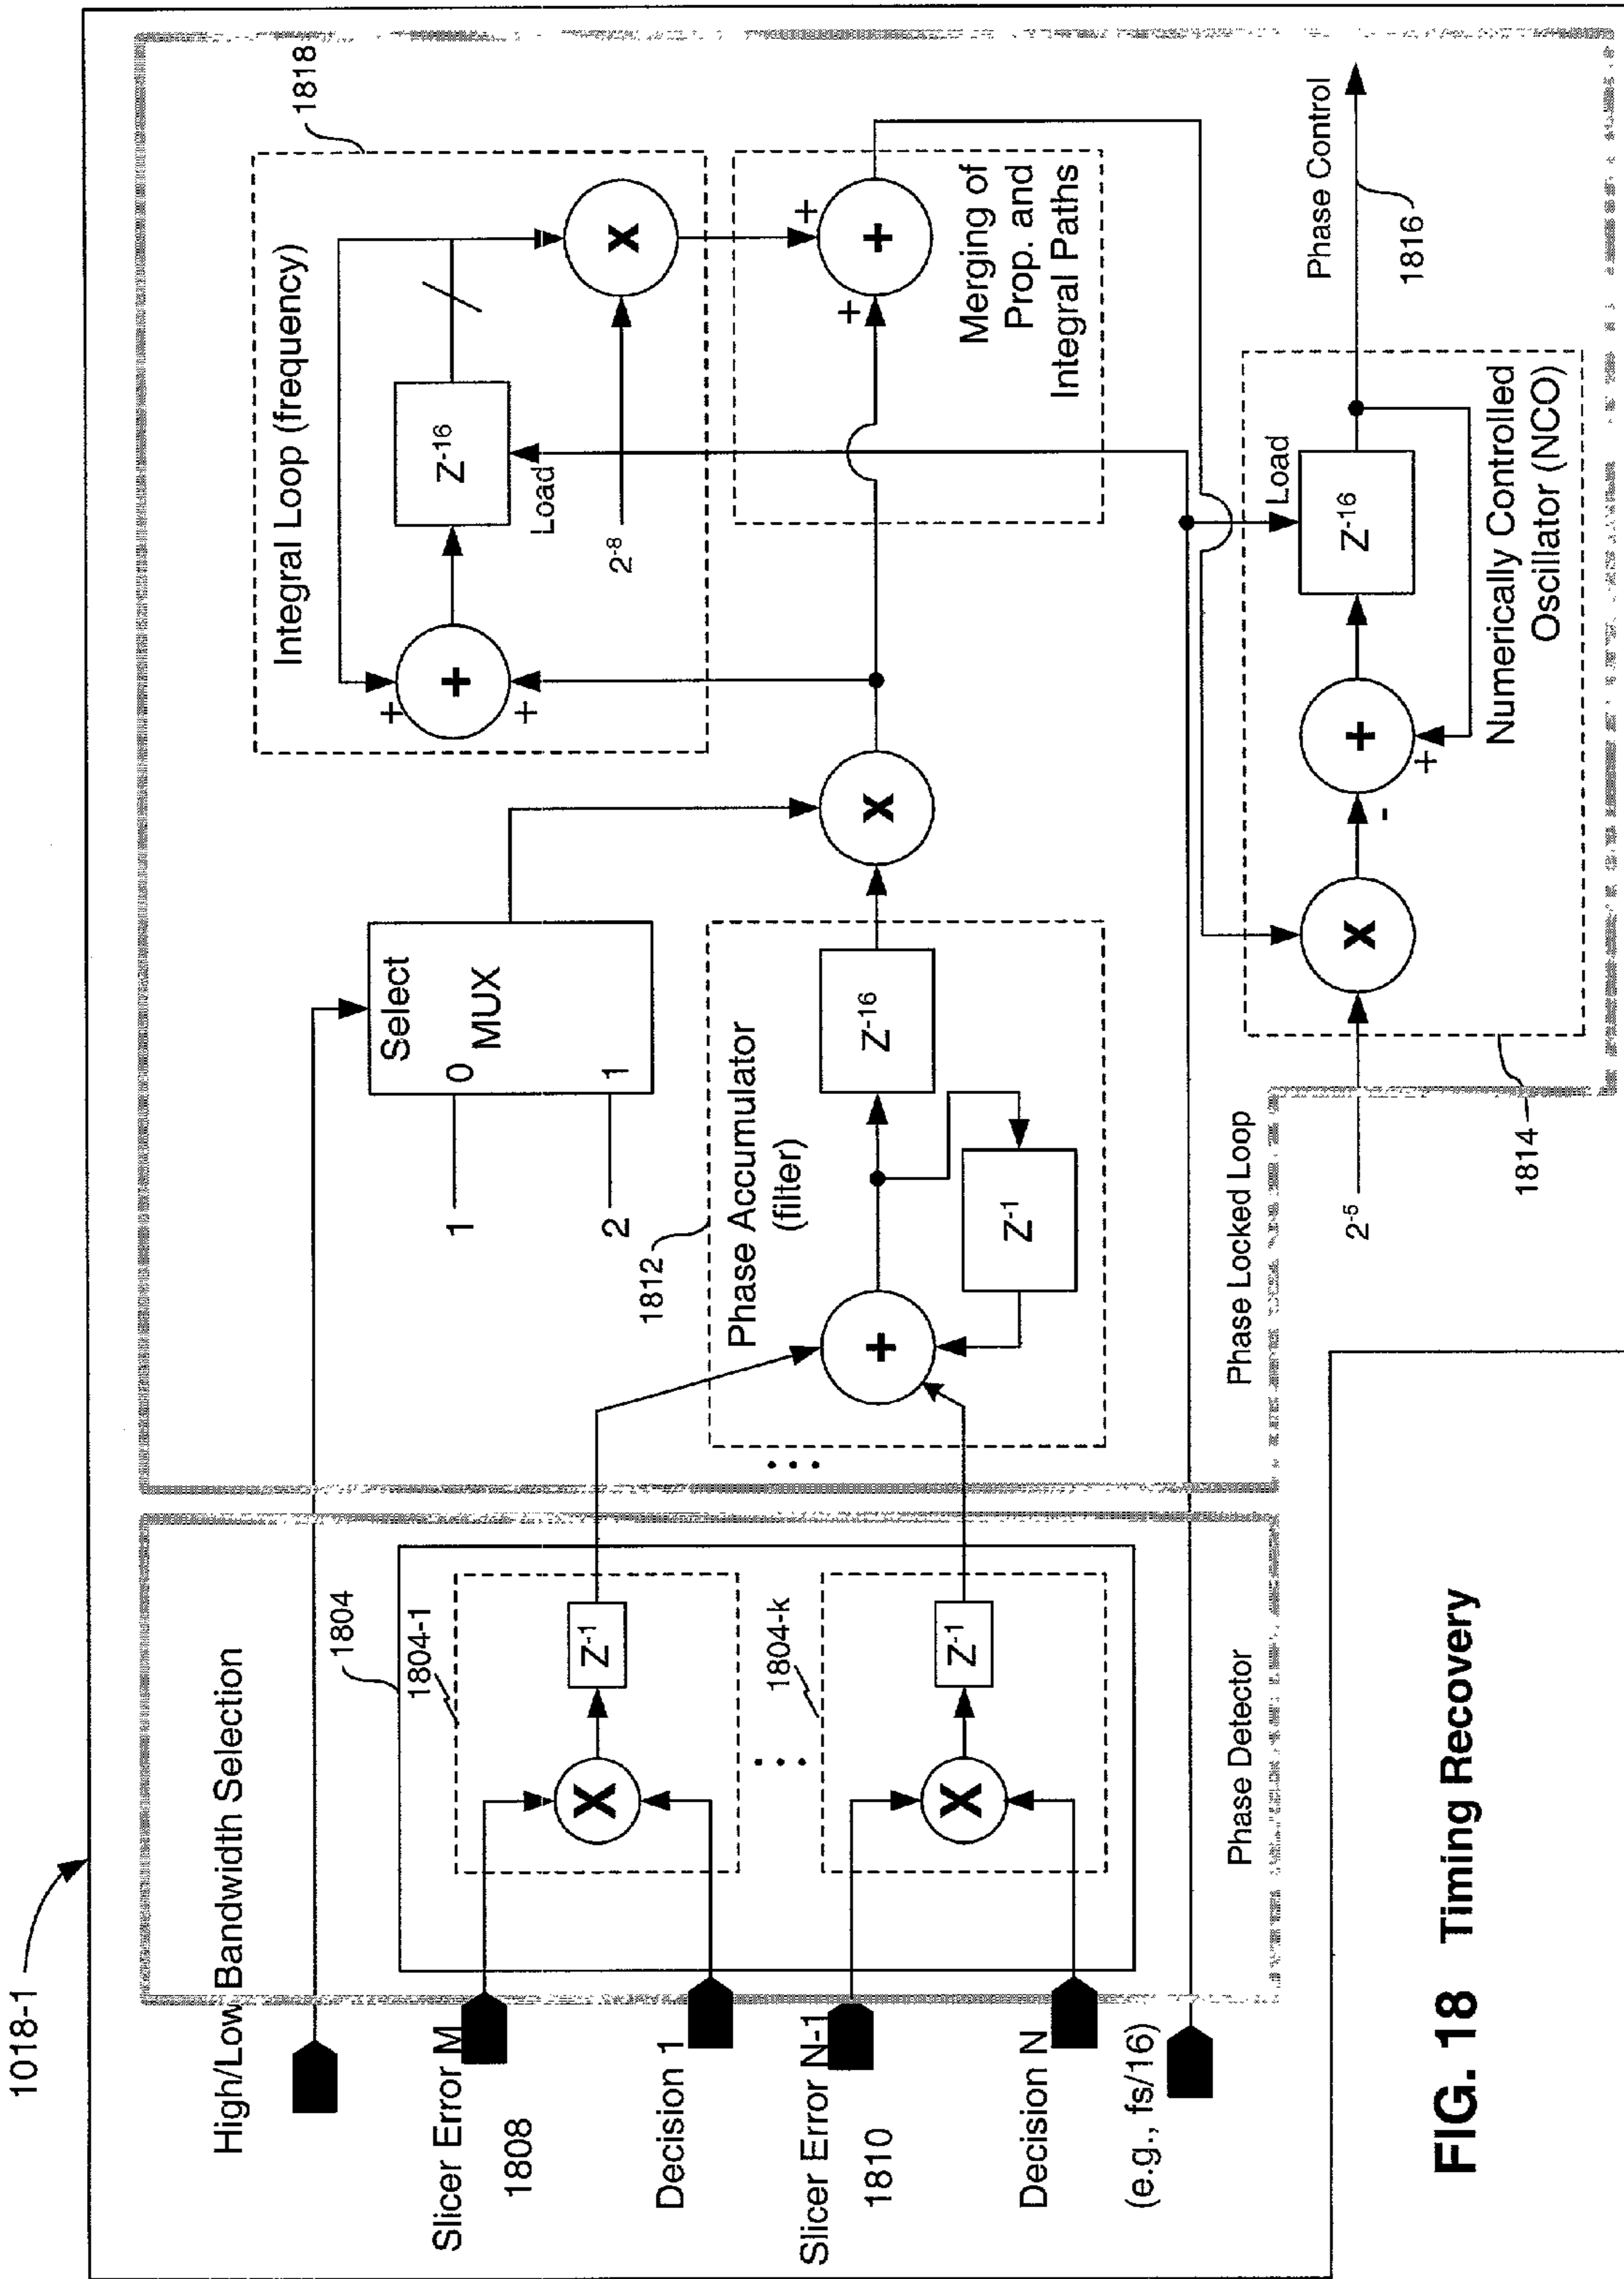 1018-1
High/Low Bandwidth Selection
Slicer Error M
1808
Decision 1
Slicer Error N-1
1810
Decision N
(e.g., fs/16)
1804
1804-1
X
Z-1
1804-k
X
Z-1
Phase Detector
Select
0
MUX
1
1
2
1812
Phase Accumulator
(filter)
+
Z-16
Z-1
X
Phase Locked Loop
Integral Loop (frequency)
1818
+
+
+
Z-16
Load
2-8
X
+
+
+
Merging of
Prop. and
Integral Paths
2-5
1814
X
-
+
+
Load
Z-16
Numerically Controlled
Oscillator (NCO)
Phase Control
1816
FIG. 18 Timing Recovery